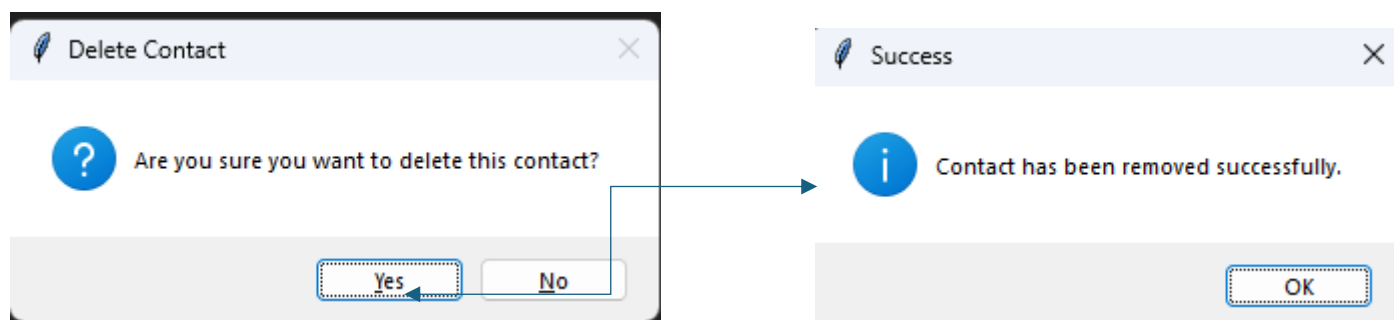 Delete Contact
Are you sure you want to delete this contact?
Yes
No
Success
Contact has been removed successfully.
OK